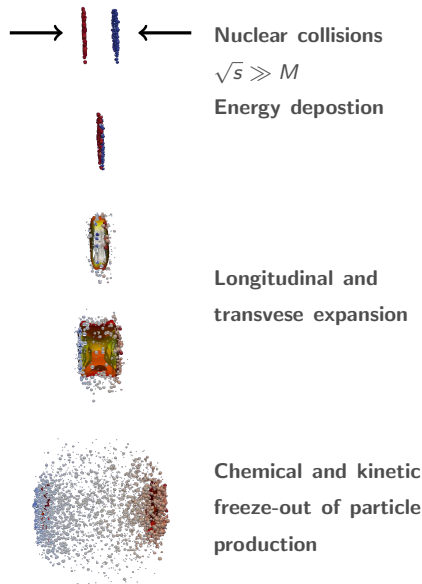 Nuclear collisions
√s ≫ M
Energy depostion
Longitudinal and
transvese expansion
Chemical and kinetic
freeze-out of particle
production